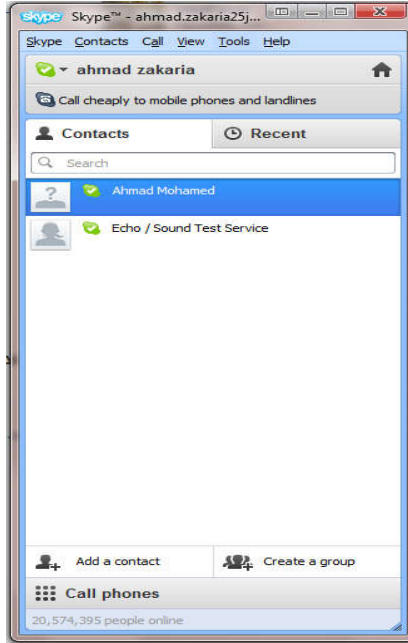 skype Skype™ - ahmad.zakaria25j...
Skype Contacts Call View Tools Help
ahmad zakaria
Call cheaply to mobile phones and landlines
Contacts Recent
Search
Ahmad Mohamed
Echo / Sound Test Service
Add a contact Create a group
Call phones
20,574,395 people online